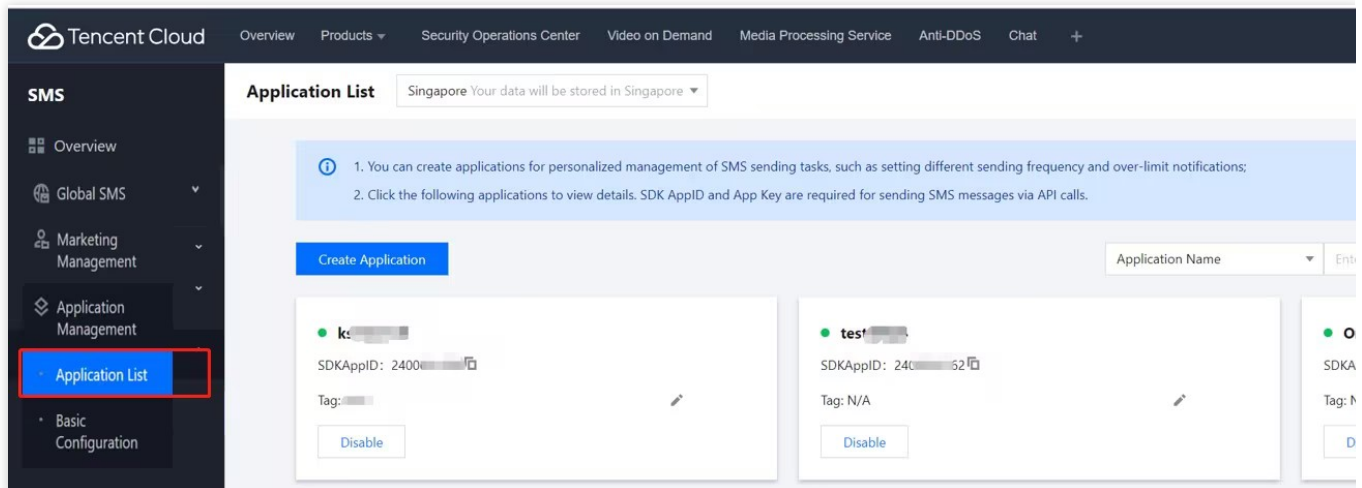 Tencent Cloud
Overview Products Security Operations Center Video on Demand Media Processing Service Anti-DDoS Chat +
SMS
Application List Singapore Your data will be stored in Singapore
Overview
Global SMS
Marketing
Management
Application
Management
Application List
Basic
Configuration
1. You can create applications for personalized management of SMS sending tasks, such as setting different sending frequency and over-limit notifications;
2. Click the following applications to view details. SDK AppID and App Key are required for sending SMS messages via API calls.
Create Application
Application Name
SDKAppID:
Tag:
Disable
test
SDKAppID:
Tag: N/A
Disable
Tag: